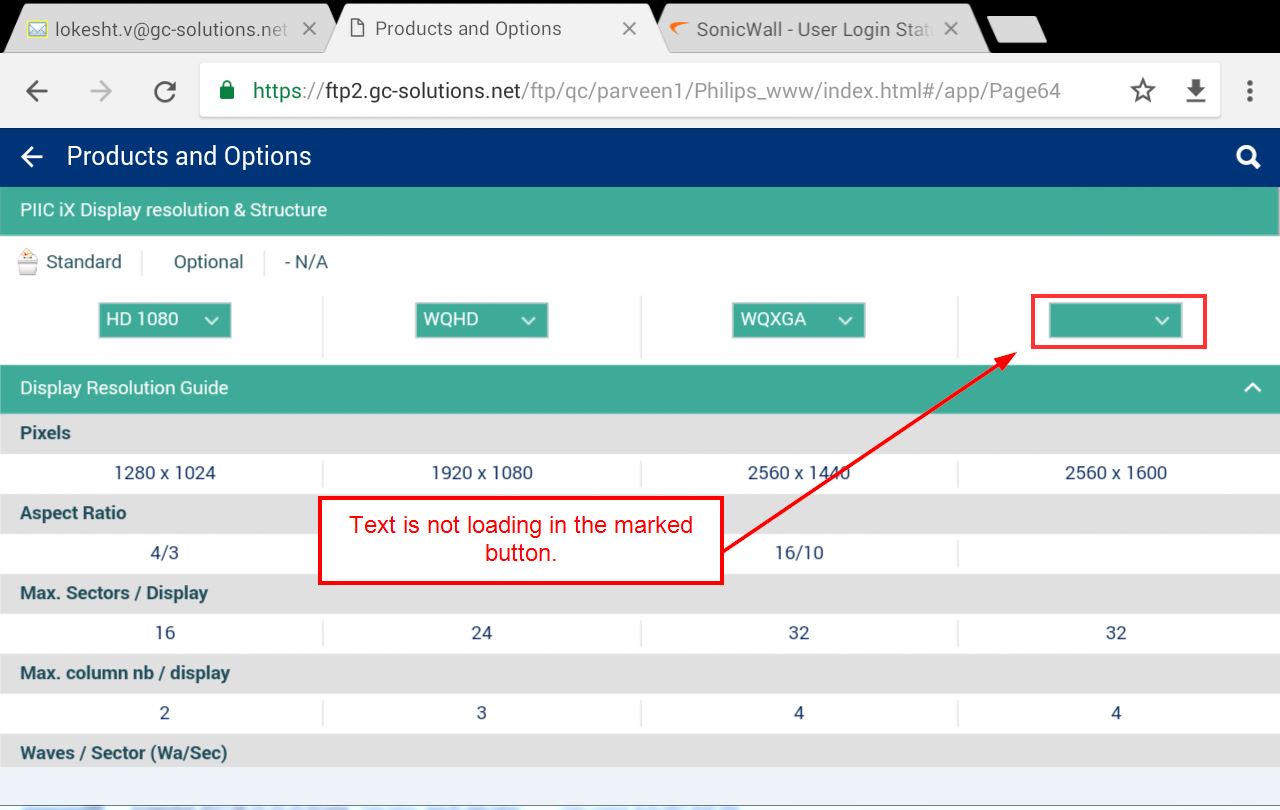 lokesht.v@gc-solutions.net
Products and Options
SonicWall - User Login Stat
https://ftp2.gc-solutions.net/ftp/qc/parveen1/Philips_www/index.html#/app/Page64
Products and Options
PIIC iX Display resolution & Structure
Standard Optional - N/A
HD 1080 WQHD WQXGA
Display Resolution Guide
Pixels
1280 x 1024 1920 x 1080 2560 x 1440 2560 x 1600
Aspect Ratio
4/3 16/10
Text is not loading in the marked
button.
Max. Sectors / Display
16 24 32 32
Max. column nb / display
2 3 4 4
Waves / Sector (Wa/Sec)